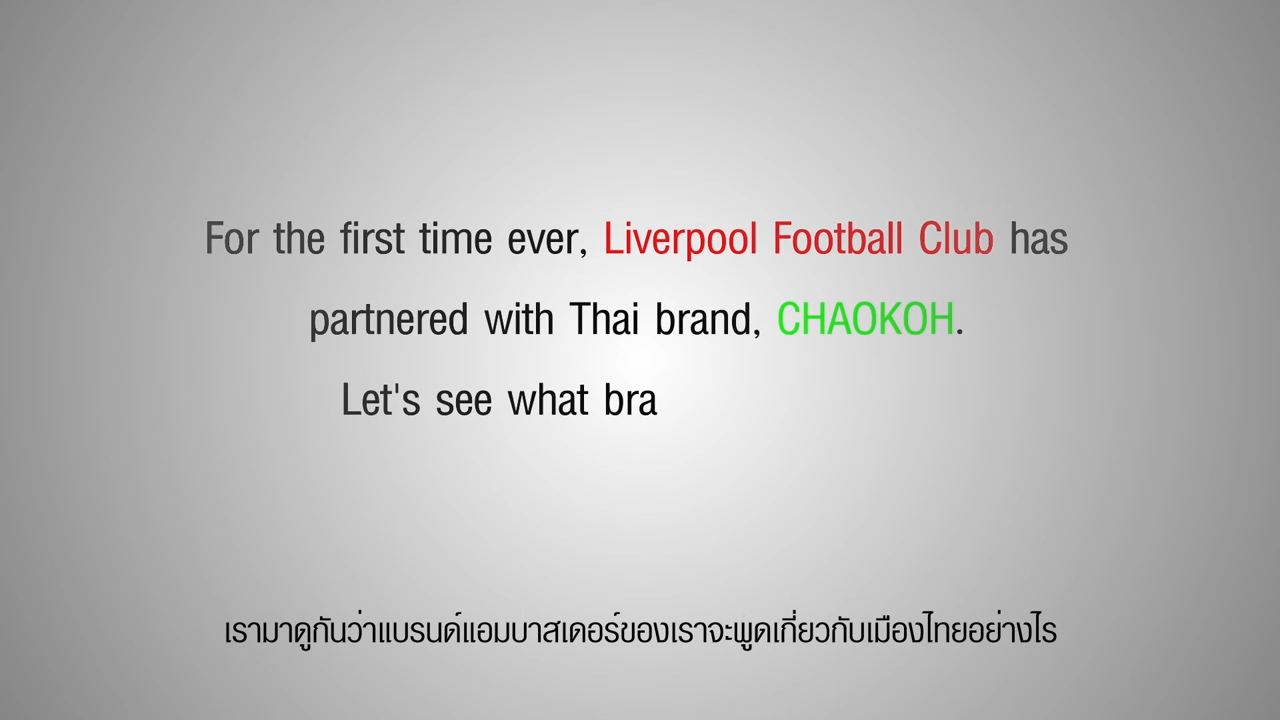 For the first time ever, Liverpool Football Club has
partnered with Thai brand, CHAOKOH.
Let's see what bra
เรามาดูกันว่าแบรนด์แอมบาสเดอร์ของเราจะพูดเกี่ยวกับเมืองไทยอย่างไร